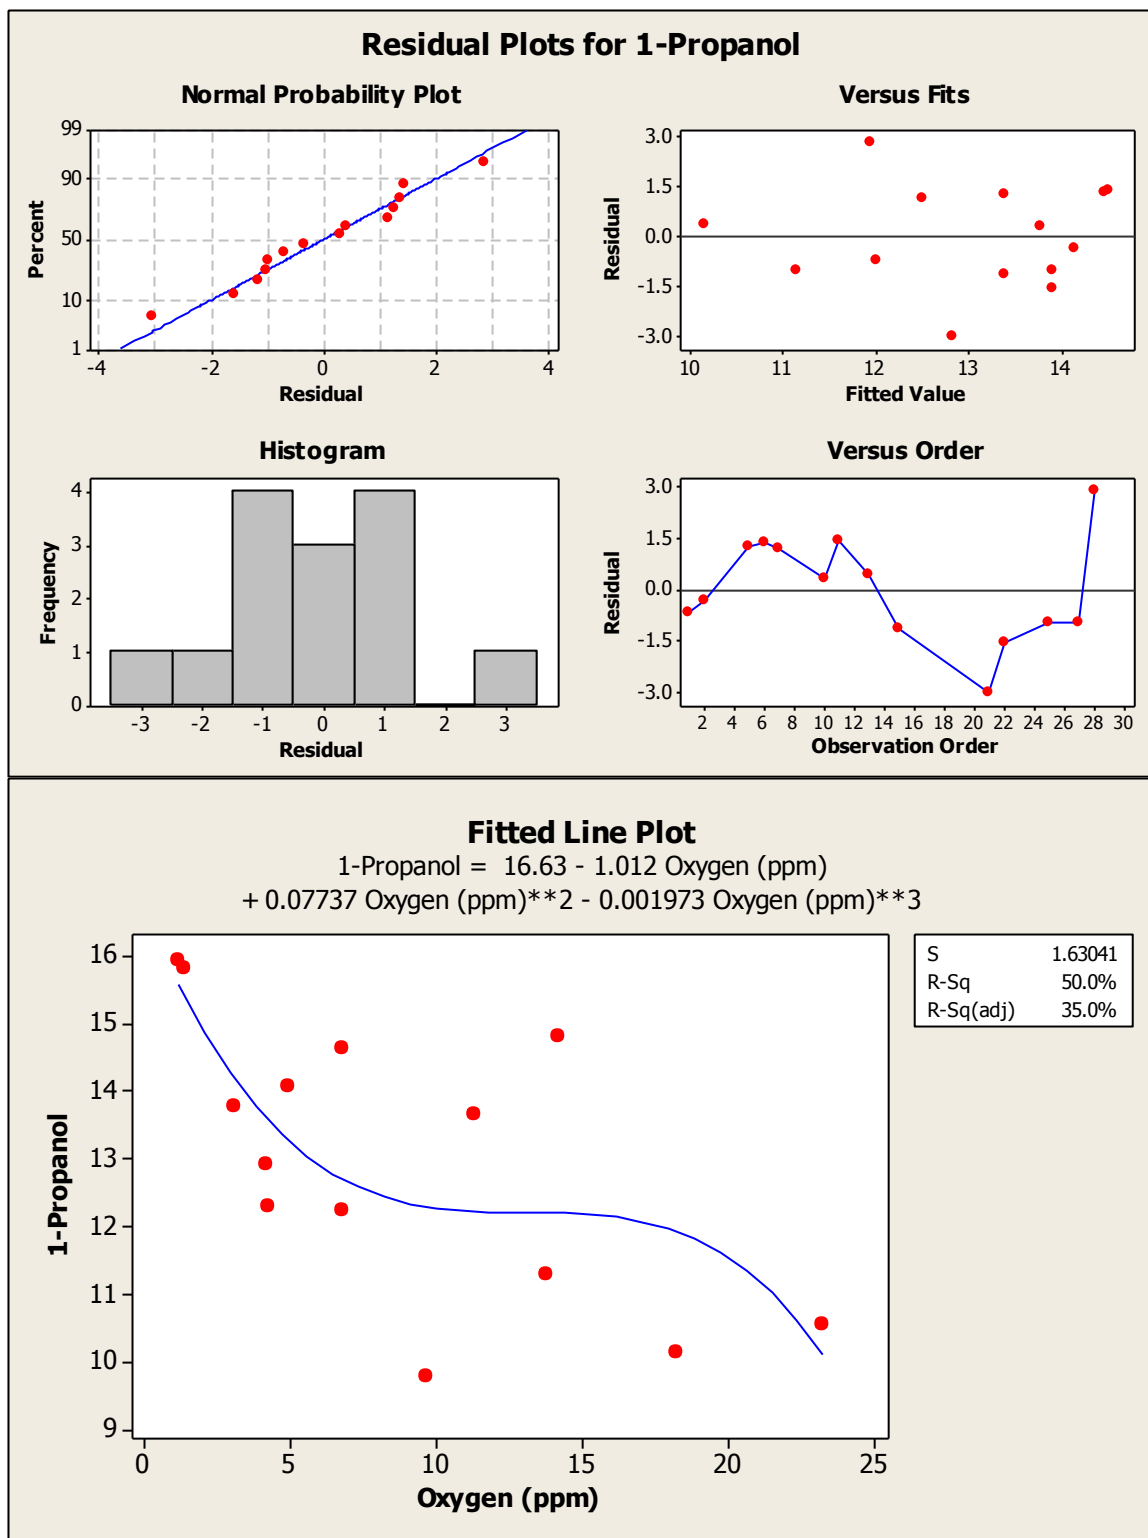 Residual Plots for 1-Propanol
Normal Probability Plot
99
90
50
10
1
Percent
-4 -2 0 2 4
Residual
Versus Fits
3.0
1.5
0.0
-1.5
-3.0
Residual
10 11 12 13 14
Fitted Value
Histogram
4
3
2
1
0
Frequency
-3 -2 -1 0 1 2 3
Residual
Versus Order
3.0
1.5
0.0
-1.5
-3.0
Residual
2 4 6 8 10 12 14 16 18 20 22 24 26 28 30
Observation Order
Fitted Line Plot
1-Propanol = 16.63 - 1.012 Oxygen (ppm)
+ 0.07737 Oxygen (ppm)**2 - 0.001973 Oxygen (ppm)**3
16
15
14
13
12
11
10
9
1-Propanol
0 5 10 15 20 25
Oxygen (ppm)
S 1.63041
R-Sq 50.0%
R-Sq(adj) 35.0%